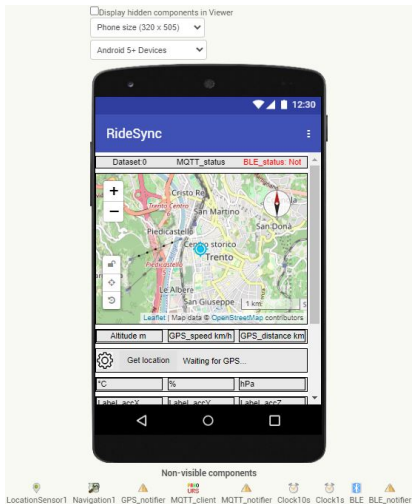 Display hidden components in Viewer
Phone size (320 x 505)
Android 5+ Devices
12:30
RideSync
Dataset:0 MQTT_status BLE_status: Not
+
−
Cristo Re
Trento
Centro
San Martino
Piedicastello
San Dona
Centro storico
Trento
Piedicastello
Le Albere
San Giuseppe
1 km
S
Leaflet | Map data © OpenStreetMap contributors
Altitude m GPS_speed km/h GPS_distance km
Get location Waiting for GPS...
°C % hPa
Label_accX Label_accY Label_accZ
Non-visible components
URS
LocationSensor1 Navigation1 GPS_notifier MQTT_client MQTT_notifier Clock10s Clock1s BLE BLE_notifier